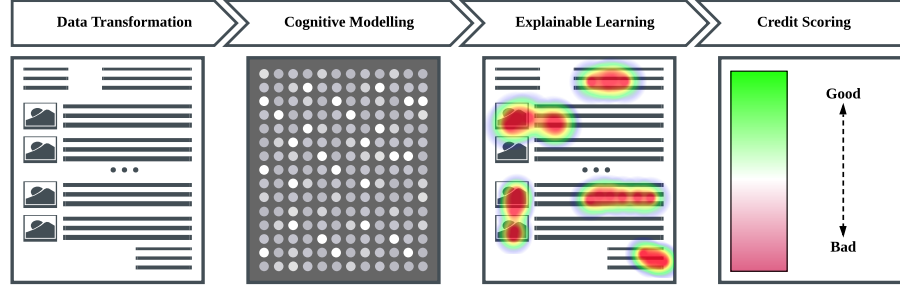 Data Transformation
Cognitive Modelling
Explainable Learning
Credit Scoring
Good
Bad